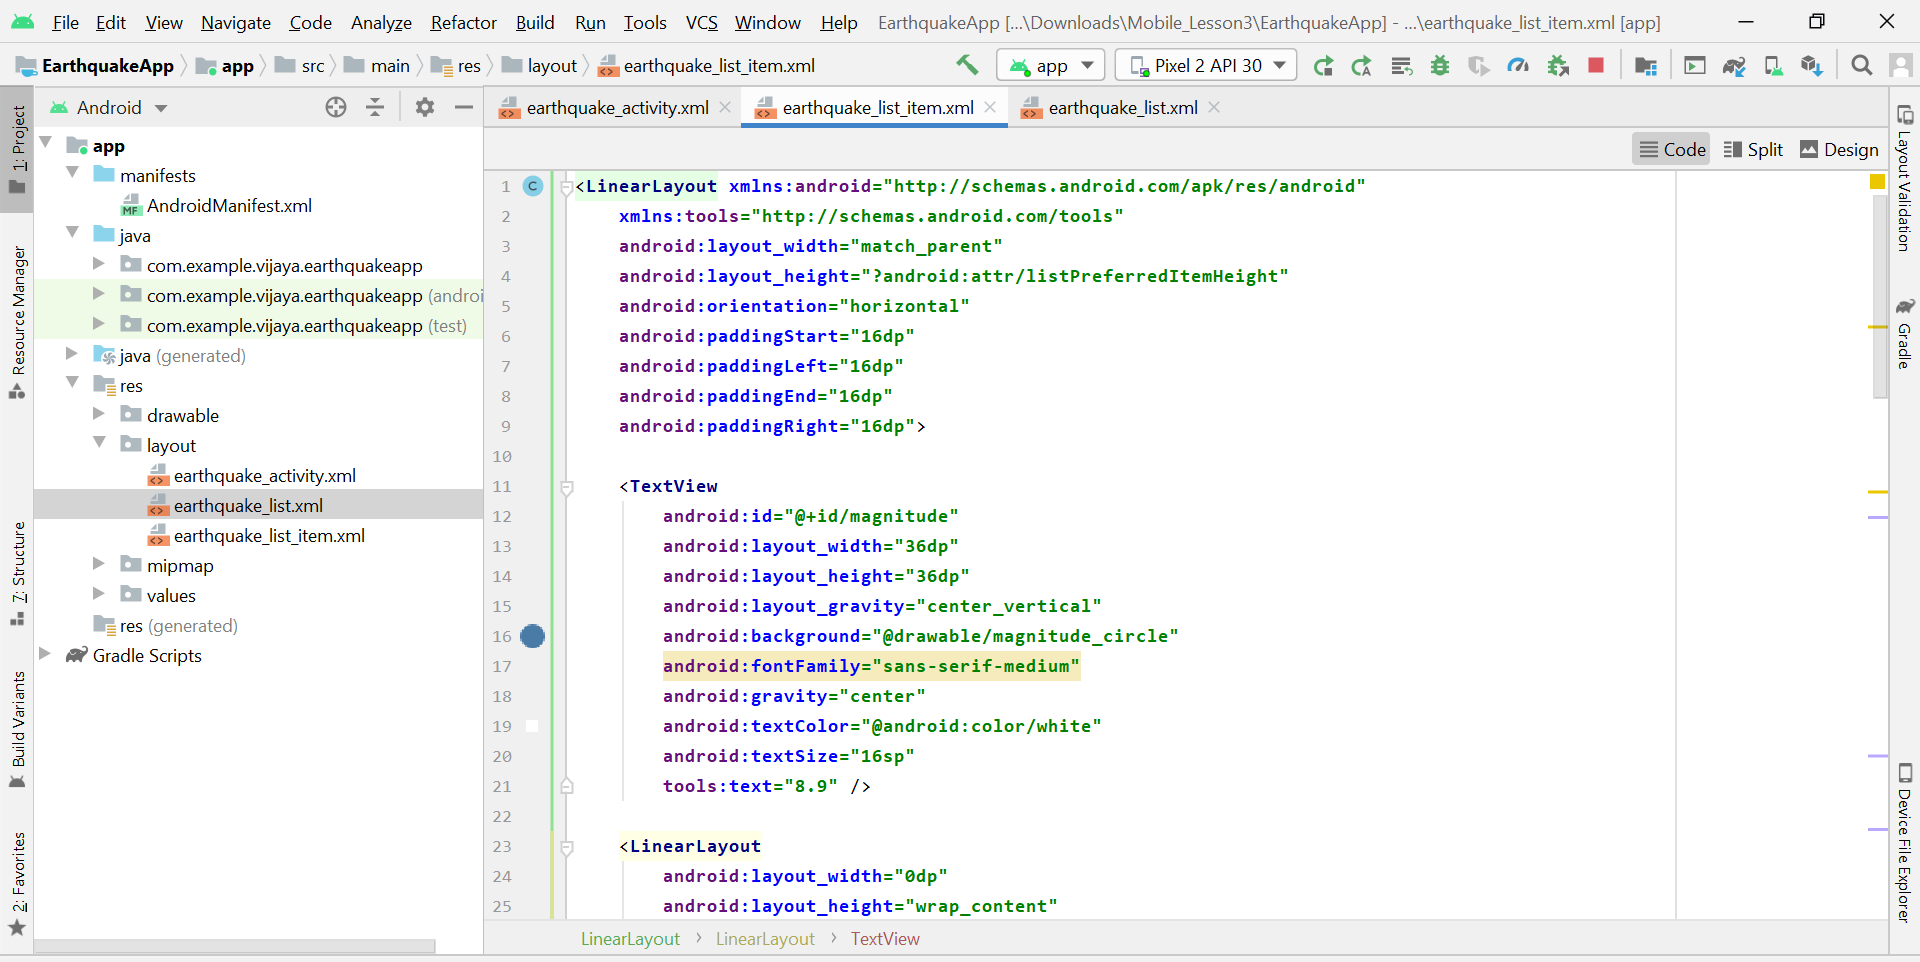 File Edit View Navigate Code Analyze Refactor Build Run Tools VCS Window Help EarthquakeApp [...\Downloads\Mobile_Lesson3\EarthquakeApp] - ...\earthquake_list_item.xml [app]
EarthquakeApp app src main res layout earthquake_list_item.xml app Pixel 2 API 30
Android
earthquake_activity.xml earthquake_list_item.xml earthquake_list.xml
Code Split Design
1: Project
Resource Manager
7: Structure
Build Variants
2: Favorites
app
manifests
MF AndroidManifest.xml
java
com.example.vijaya.earthquakeapp
com.example.vijaya.earthquakeapp (androi
com.example.vijaya.earthquakeapp (test)
java (generated)
res
drawable
layout
earthquake_activity.xml
earthquake_list.xml
earthquake_list_item.xml
mipmap
values
res (generated)
Gradle Scripts
1 C <LinearLayout xmlns:android="http://schemas.android.com/apk/res/android"
2 xmlns:tools="http://schemas.android.com/tools"
3 android:layout_width="match_parent"
4 android:layout_height="?android:attr/listPreferredItemHeight"
5 android:orientation="horizontal"
6 android:paddingStart="16dp"
7 android:paddingLeft="16dp"
8 android:paddingEnd="16dp"
9 android:paddingRight="16dp">
10
11 <TextView
12 android:id="@+id/magnitude"
13 android:layout_width="36dp"
14 android:layout_height="36dp"
15 android:layout_gravity="center_vertical"
16 android:background="@drawable/magnitude_circle"
17 android:fontFamily="sans-serif-medium"
18 android:gravity="center"
19 android:textColor="@android:color/white"
20 android:textSize="16sp"
21 tools:text="8.9" />
22
23 <LinearLayout
24 android:layout_width="0dp"
25 android:layout_height="wrap_content"
LinearLayout › LinearLayout › TextView
Layout Validation
Gradle
Device File Explorer